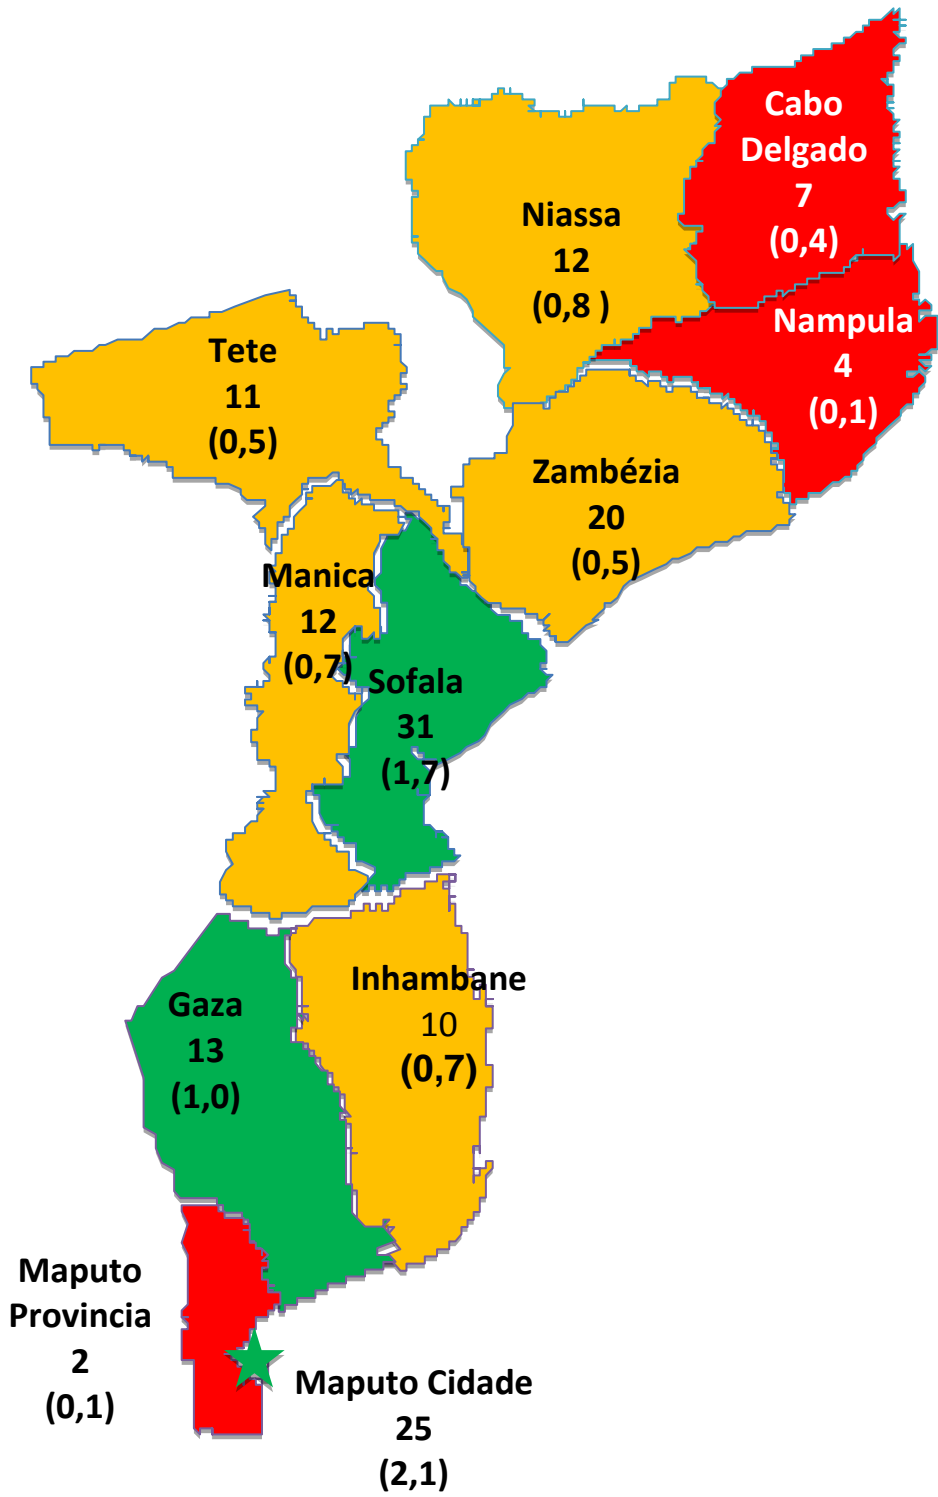 Cabo
Delgado
7
(0,4)
Niassa
12
(0,8 )
Nampula
4
(0,1)
Tete
11
(0,5)
Zambézia
20
(0,5)
Manica
12
(0,7)
Sofala
31
(1,7)
Inhambane
10
(0,7)
Gaza
13
(1,0)
Maputo
Provincia
2
(0,1)
Maputo Cidade
25
(2,1)